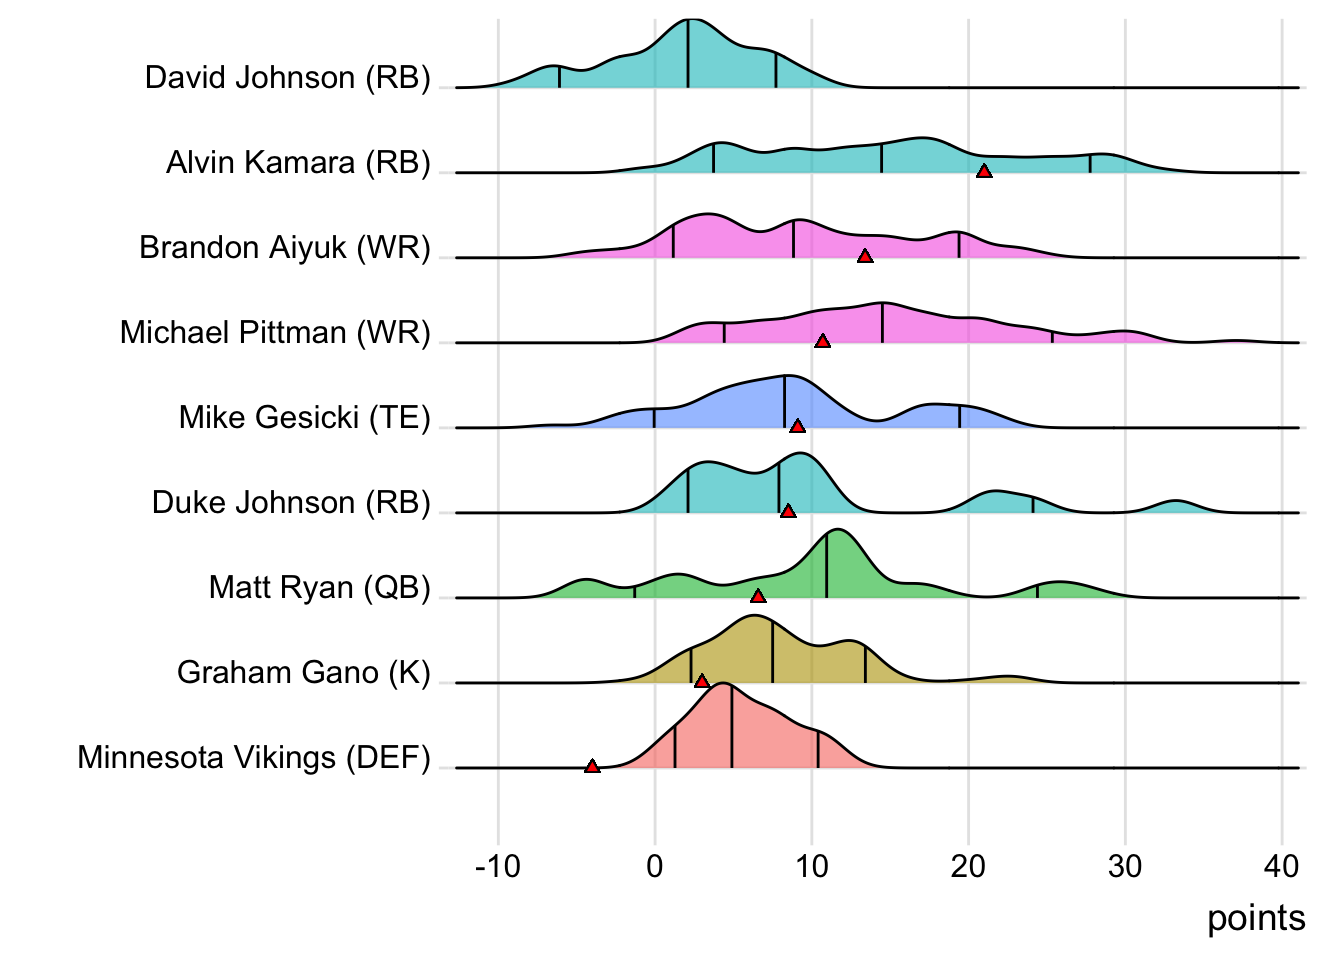 David Johnson (RB)
Alvin Kamara (RB)
Brandon Aiyuk (WR)
Michael Pittman (WR)
Mike Gesicki (TE)
Duke Johnson (RB)
Matt Ryan (QB)
Graham Gano (K)
Minnesota Vikings (DEF)
-10 0 10 20 30 40
points